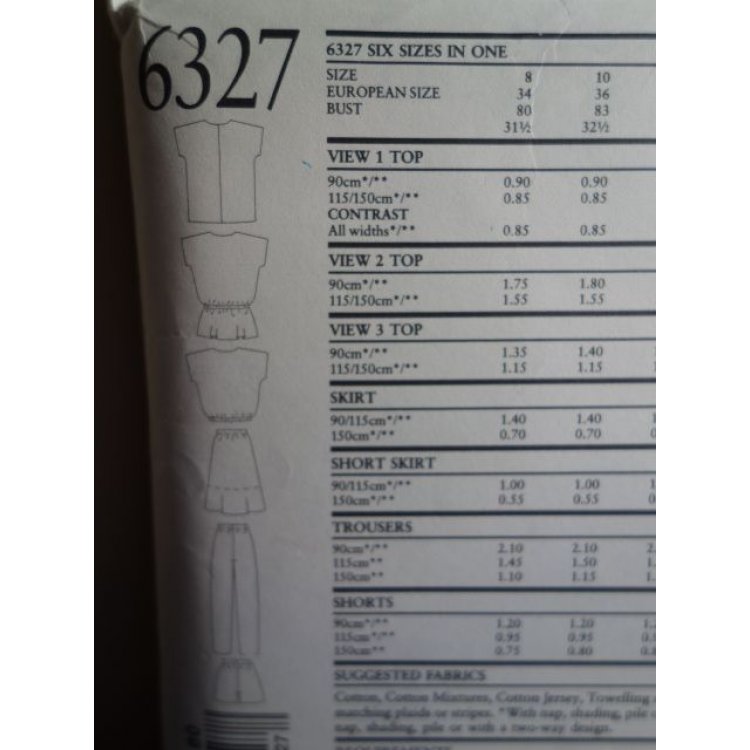 6327
6327 SIX SIZES IN ONE
SIZE 8 10
EUROPEAN SIZE 34 36
BUST 80 83
31½ 32½
VIEW 1 TOP
90cm*/** 0.90 0.90
115/150cm*/** 0.85 0.85
CONTRAST
All widths*/** 0.85 0.85
VIEW 2 TOP
90cm*/** 1.75 1.80
115/150cm*/** 1.55 1.55
VIEW 3 TOP
90cm*/** 1.35 1.40
115/150cm*/** 1.15 1.15
SKIRT
90/115cm*/** 1.40 1.40
150cm*/** 0.70 0.70
SHORT SKIRT
90/115cm*/** 1.00 1.00
150cm*/** 0.55 0.55
TROUSERS
90cm*/** 2.10 2.10
115cm** 1.45 1.50
150cm** 1.10 1.15
SHORTS
90cm*/** 1.20 1.20
115cm*/** 0.95 0.95
150cm** 0.75 0.80
SUGGESTED FABRICS
Cotton, Cotton Mixtures, Cotton Jersey, Towelling
matching plaids or stripes. *With nap, shading, pile
nap, shading, pile or with a two-way design.
REQUIREMENTS